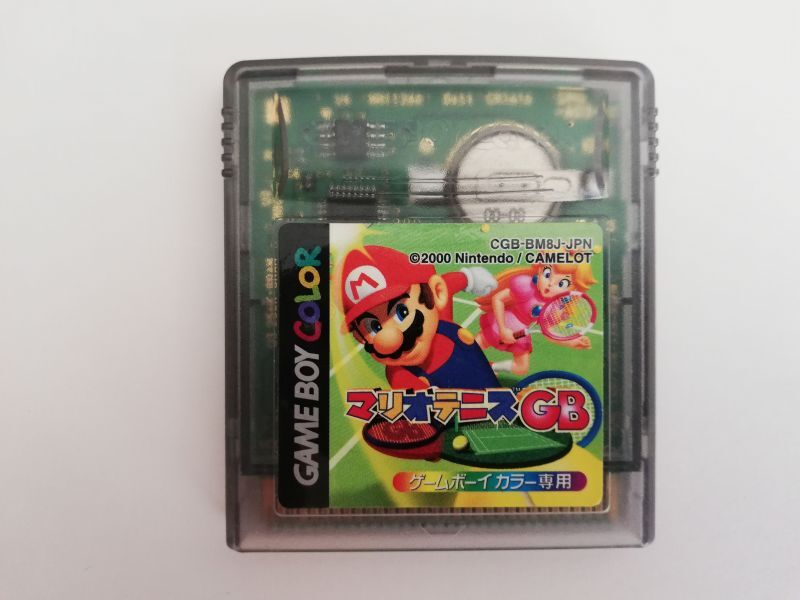 CGB-BM8J-JPN
©2000 Nintendo / CAMELOT
GAME BOY COLOR
M
マリオテニスGB
ゲームボーイカラー専用